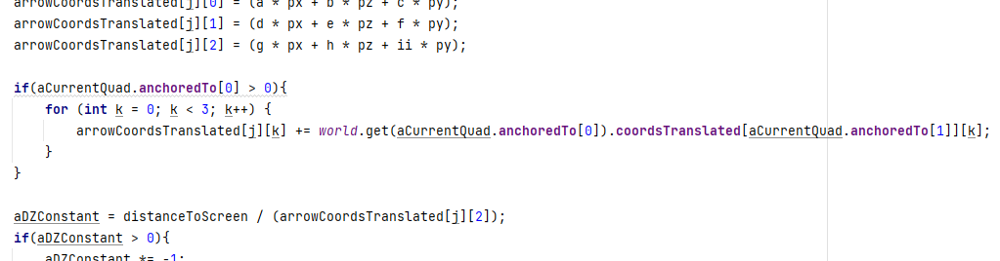 arrowCoordsTranslated[j][0] = (a * px + b * pz + c * py);
arrowCoordsTranslated[j][1] = (d * px + e * px + f * py);
arrowCoordsTranslated[j][2] = (g * px + h * pz + ii * py);
if(aCurrentQuad.anchoredTo[0] > 0){
for (int k = 0; k < 3; k++) {
arrowCoordsTranslated[j][k] += world.get(aCurrentQuad.anchoredTo[0]).coordsTranslated[aCurrentQuad.anchoredTo[1]][k];
}
}
aDZConstant = distanceToScreen / (arrowCoordsTranslated[j][2]);
if(aDZConstant > 0){
aDZConstant *= -1;